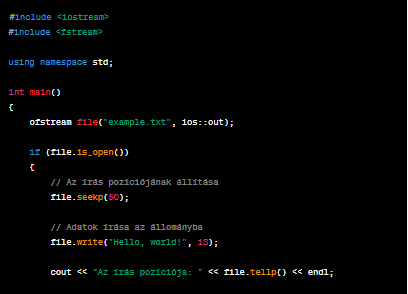 #include <iostream>
#include <fstream>
using namespace std;
int main()
{
ofstream file("example.txt", ios::out);
if (file.is_open())
{
// Az írás pozíciójának állítása
file.seekp(50);
// Adatok írása az állományba
file.write("Hello, world!", 13);
cout << "Az írás pozíciója: " << file.tellp() << endl;